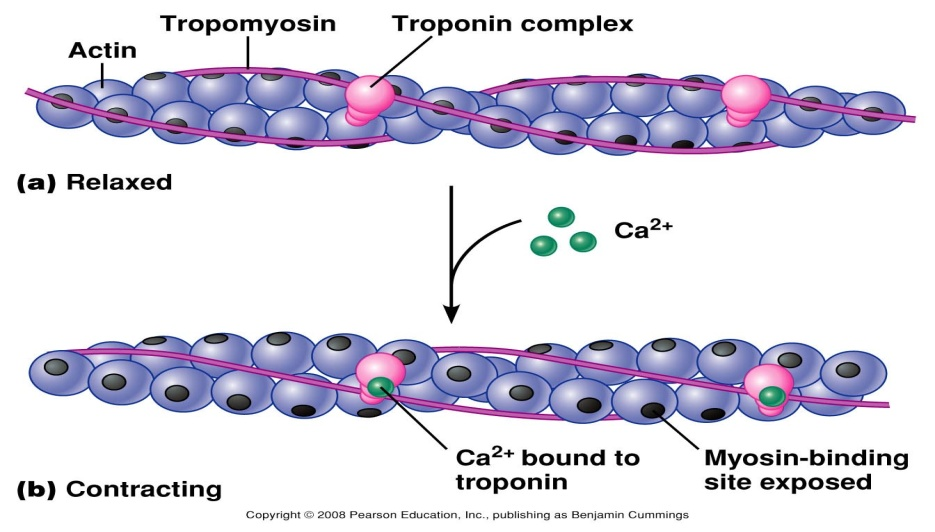 Tropomyosin
Troponin complex
Actin
(a) Relaxed
Ca2+
Ca2+ bound to
troponin
Myosin-binding
site exposed
(b) Contracting
Copyright © 2008 Pearson Education, Inc., publishing as Benjamin Cummings